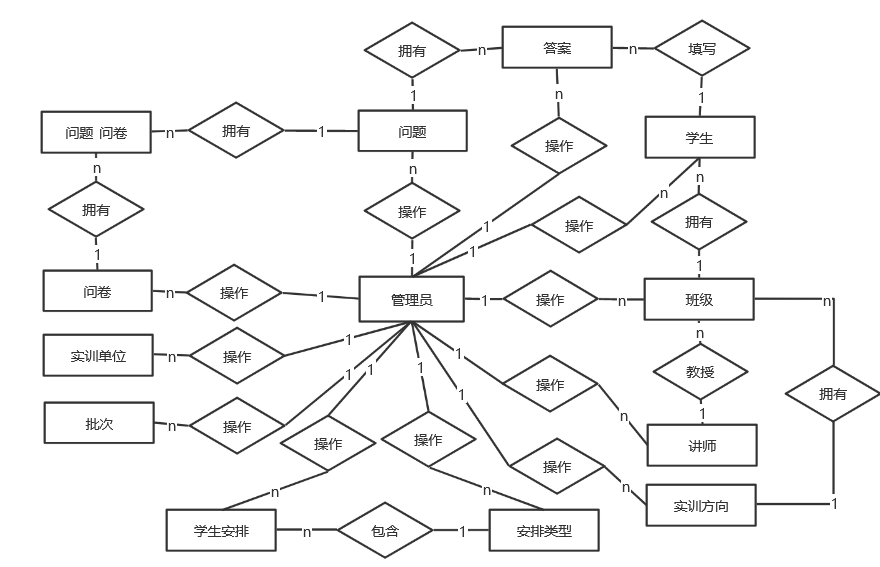 拥有
n
答案
n
填写
1
n
1
问题 问卷
n
拥有
1
问题
学生
操作
n
n
n
n
拥有
操作
操作
拥有
1
1
1
1
1
问卷
n
操作
1
管理员
1
操作
n
班级
n
实训单位
n
操作
1
1
n
1
1
1
操作
教授
拥有
1
批次
n
操作
操作
操作
n
1
讲师
操作
n
n
n
实训方向
1
学生安排
n
包含
1
安排类型